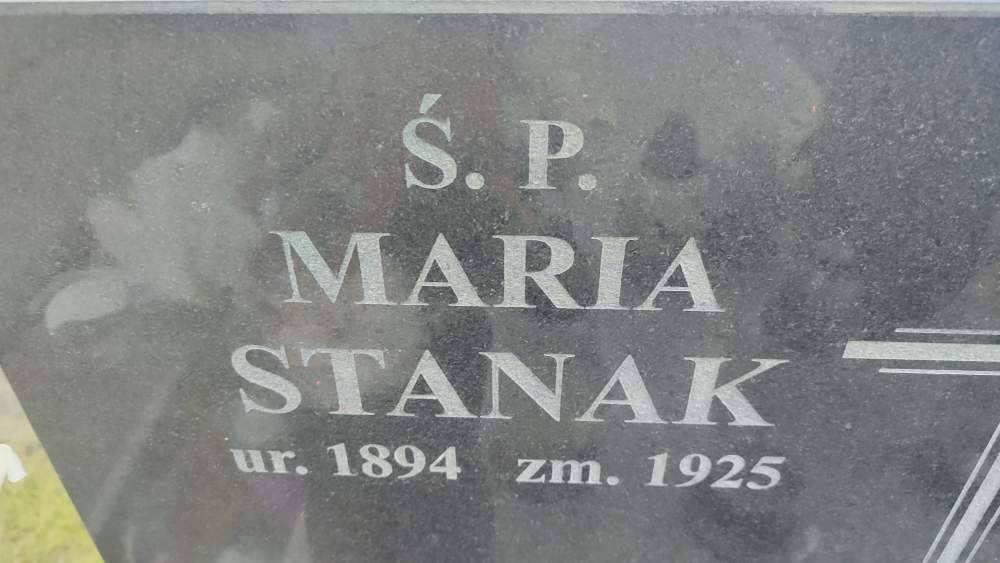 Ś. P.
MARIA
STANAK
ur. 1894 zm. 1925